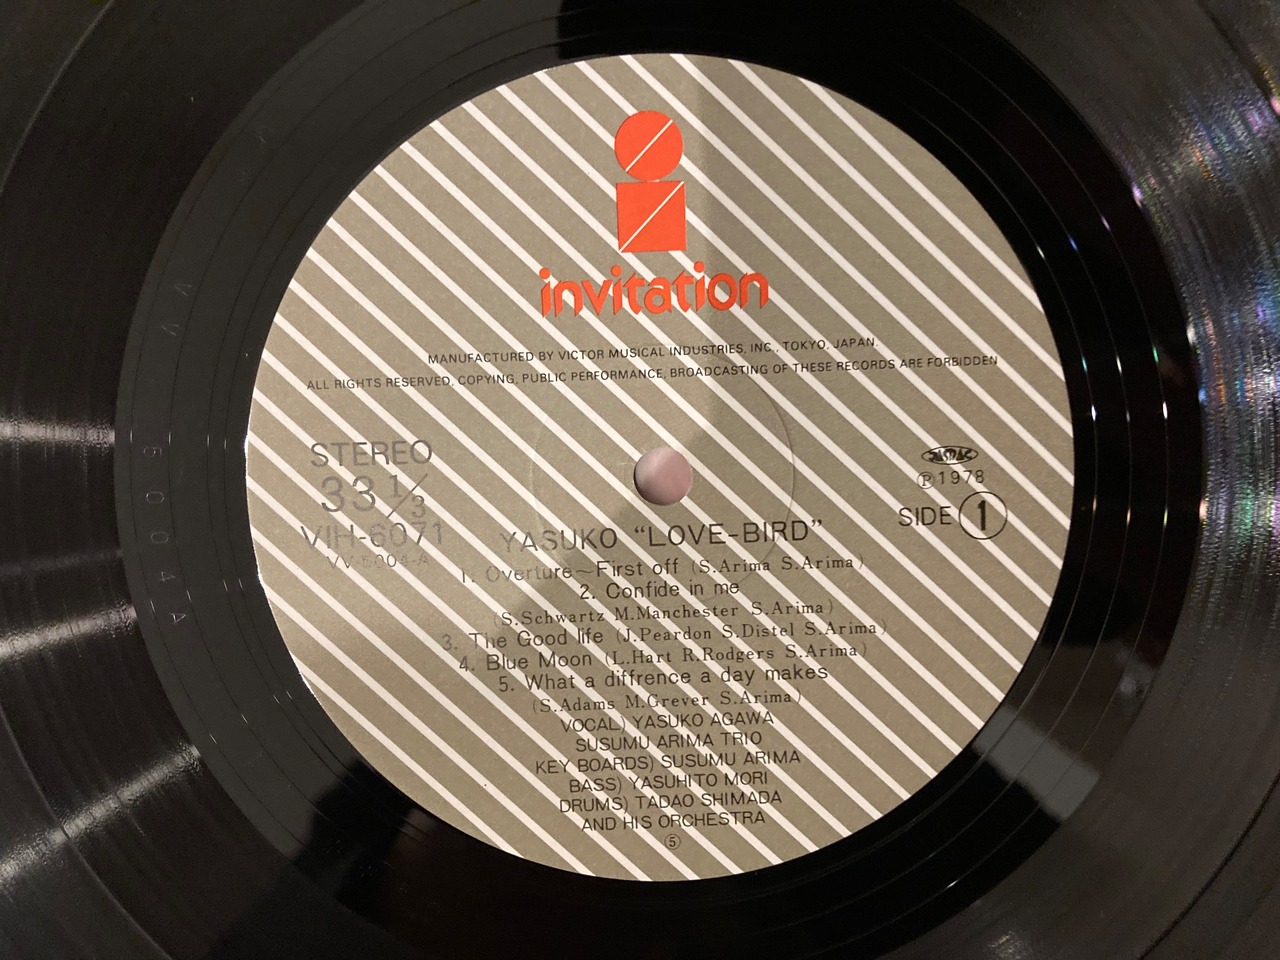 invitation
MANUFACTURED BY VICTOR MUSICAL INDUSTRIES, INC., TOKYO, JAPAN.
ALL RIGHTS RESERVED, COPYING, PUBLIC PERFORMANCE, BROADCASTING OF THESE RECORDS ARE FORBIDDEN
STEREO
33 1/3
VIH-6071
VV-5004-A
JASRAC
Ⓟ1978
SIDE 1
YASUKO “LOVE-BIRD”
1. Overture~First off (S.Arima S.Arima)
2. Confide in me
(S.Schwartz M.Manchester S.Arima)
3. The Good life (J.Peardon S.Distel S.Arima)
4. Blue Moon (L.Hart R.Rodgers S.Arima)
5. What a diffrence a day makes
(S.Adams M.Grever S.Arima)
VOCAL) YASUKO AGAWA
SUSUMU ARIMA TRIO
KEY BOARDS) SUSUMU ARIMA
BASS) YASUHITO MORI
DRUMS) TADAO SHIMADA
AND HIS ORCHESTRA
⑤